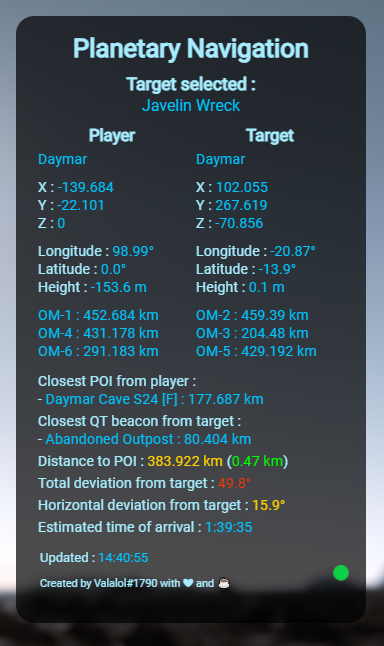 Planetary Navigation
Target selected :
Javelin Wreck
Player Target
Daymar Daymar
X : -139.684 X : 102.055
Y : -22.101 Y : 267.619
Z : 0 Z : -70.856
Longitude : 98.99° Longitude : -20.87°
Latitude : 0.0° Latitude : -13.9°
Height : -153.6 m Height : 0.1 m
OM-1 : 452.684 km OM-2 : 459.39 km
OM-4 : 431.178 km OM-3 : 204.48 km
OM-6 : 291.183 km OM-5 : 429.192 km
Closest POI from player :
- Daymar Cave S24 [F] : 177.687 km
Closest QT beacon from target :
- Abandoned Outpost : 80.404 km
Distance to POI : 383.922 km (0.47 km)
Total deviation from target : 49.8°
Horizontal deviation from target : 15.9°
Estimated time of arrival : 1:39:35
Updated : 14:40:55
Created by Valalol#1790 with ❤ and ☕